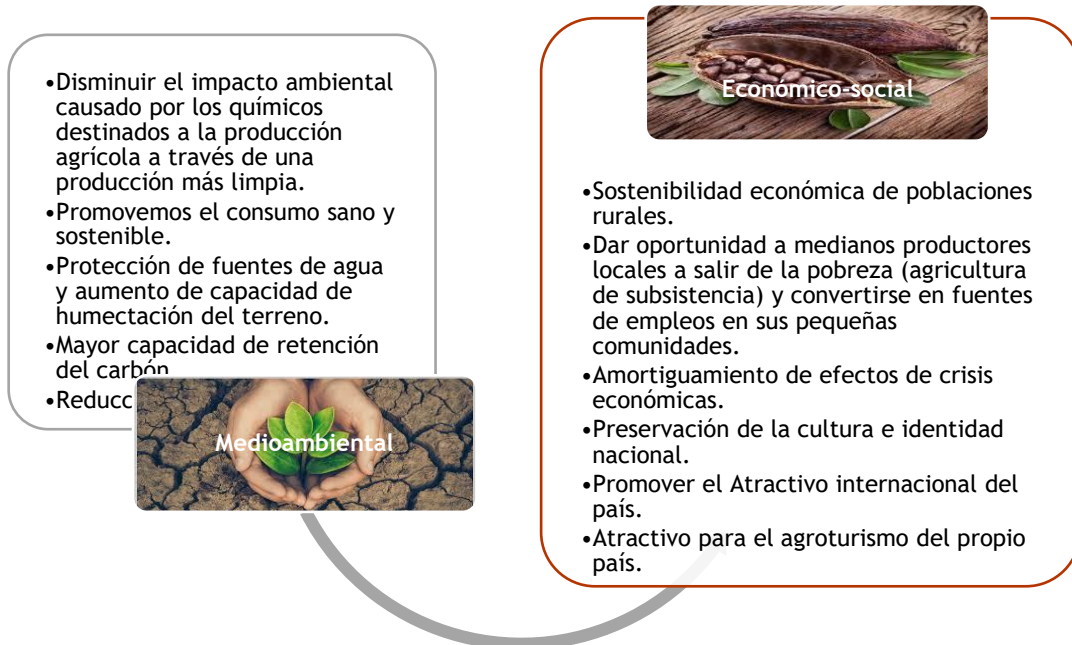 •Disminuir el impacto ambiental
causado por los químicos
destinados a la producción
agrícola a través de una
producción más limpia.
•Promovemos el consumo sano y
sostenible.
•Protección de fuentes de agua
y aumento de capacidad de
humectación del terreno.
•Mayor capacidad de retención
del carbón
Medioambiental
Económico-social
•Sostenibilidad económica de poblaciones
rurales.
•Dar oportunidad a medianos productores
locales a salir de la pobreza (agricultura
de subsistencia) y convertirse en fuentes
de empleos en sus pequeñas
comunidades.
•Amortiguamiento de efectos de crisis
económicas.
•Preservación de la cultura e identidad
nacional.
•Promover el Atractivo internacional del
país.
•Atractivo para el agroturismo del propio
país.